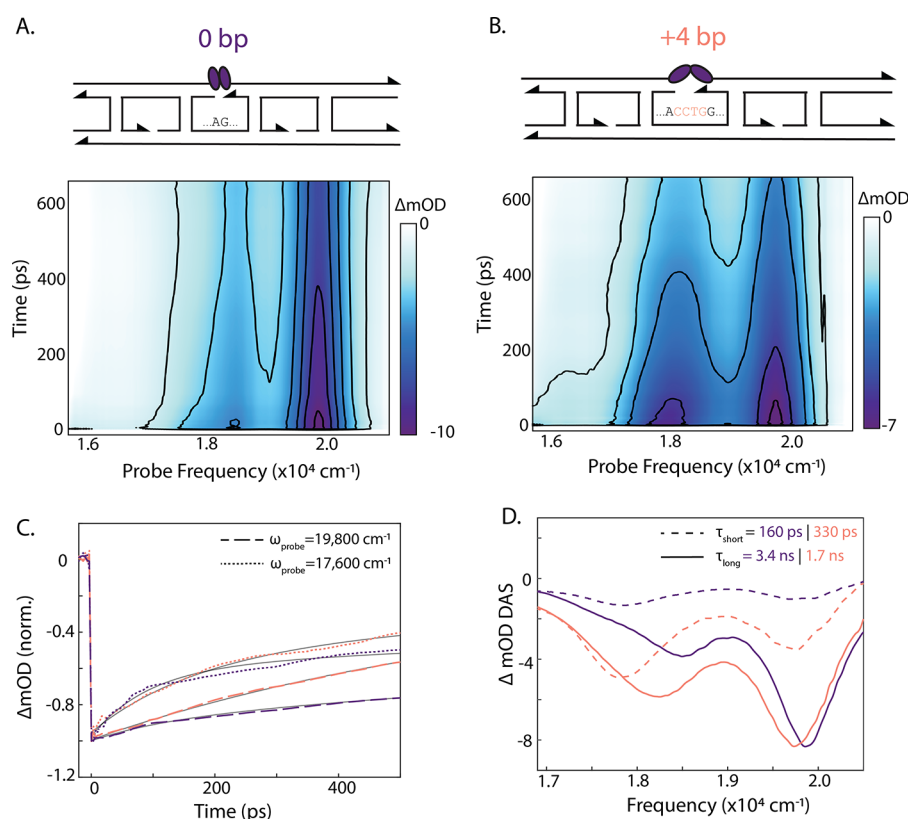 A.
0 bp
...AG...
ΔmOD
0
-10
600
400
200
0
Time (ps)
1.6
1.8
2.0
Probe Frequency (x10⁴ cm⁻¹)
B.
+4 bp
...ACCTGG...
ΔmOD
0
-7
600
400
200
0
Time (ps)
1.6
1.8
2.0
Probe Frequency (x10⁴ cm⁻¹)
C.
ω_probe=19,800 cm⁻¹
ω_probe=17,600 cm⁻¹
0
-0.4
-0.8
-1.2
ΔmOD (norm.)
0
200
400
Time (ps)
D.
τ_short = 160 ps | 330 ps
τ_long = 3.4 ns | 1.7 ns
0
-4
-8
Δ mOD DAS
1.7
1.8
1.9
2.0
Frequency (x10⁴ cm⁻¹)